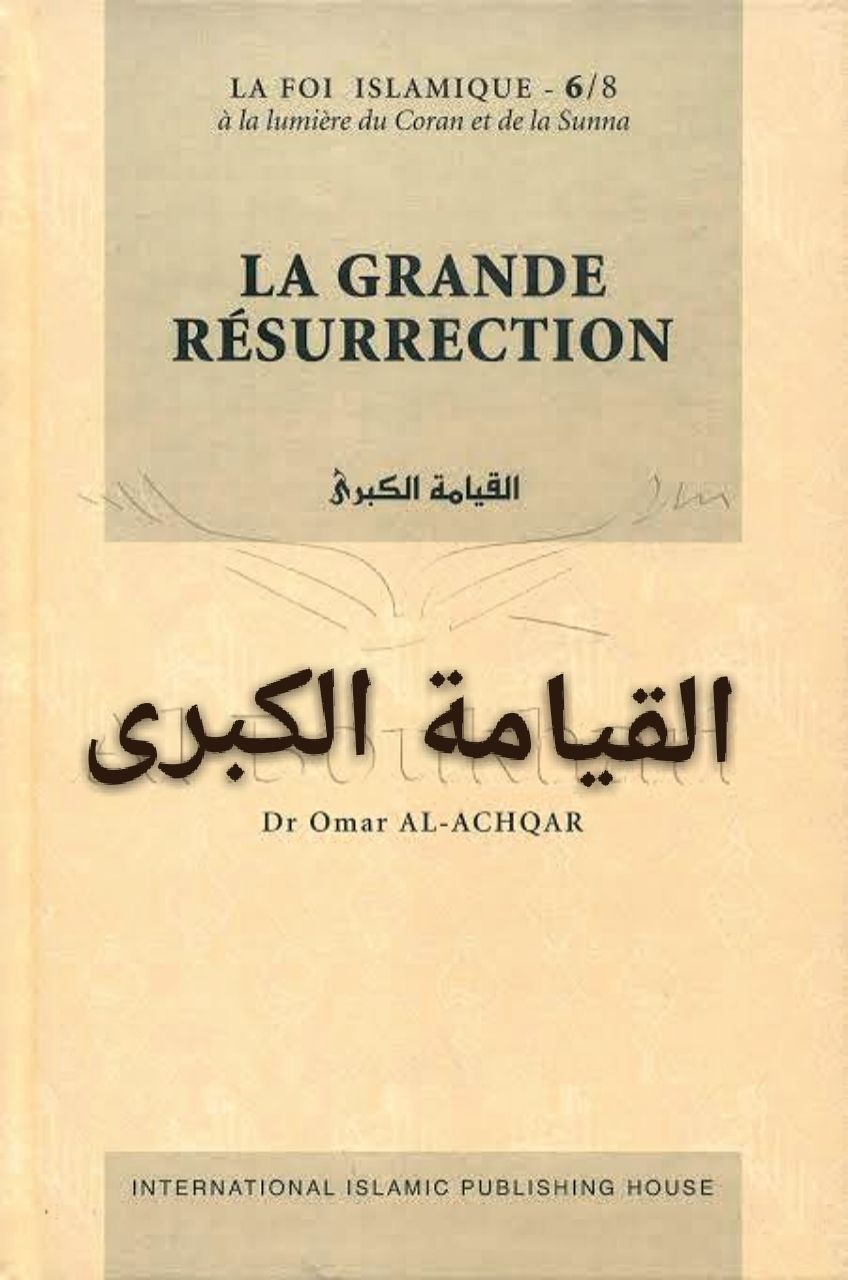 LA FOI ISLAMIQUE - 6/8
à la lumière du Coran et de la Sunna
LA GRANDE
RÉSURRECTION
القيامة الكبرى
القيامة الكبرى
Dr Omar AL-ACHQAR
INTERNATIONAL ISLAMIC PUBLISHING HOUSE